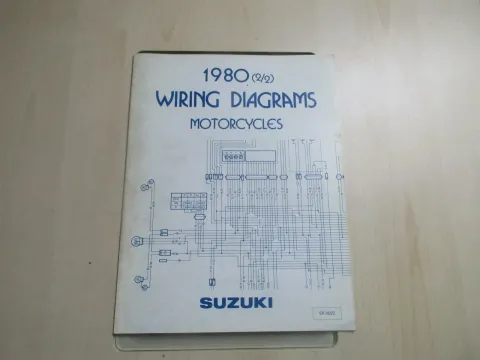 1980 (2/2)
WIRING DIAGRAMS
MOTORCYCLES
SUZUKI